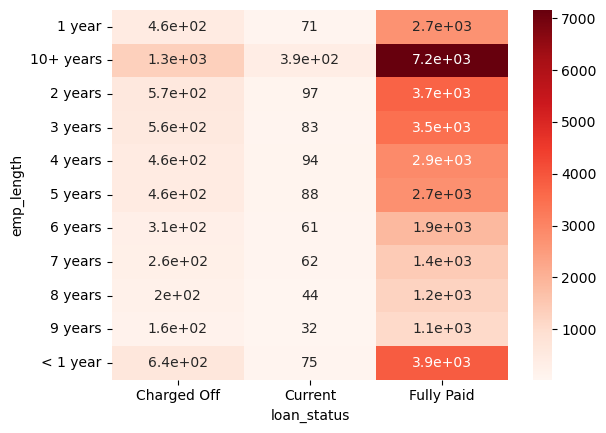 emp_length
1 year 4.6e+02 71 2.7e+03
10+ years 1.3e+03 3.9e+02 7.2e+03
2 years 5.7e+02 97 3.7e+03
3 years 5.6e+02 83 3.5e+03
4 years 4.6e+02 94 2.9e+03
5 years 4.6e+02 88 2.7e+03
6 years 3.1e+02 61 1.9e+03
7 years 2.6e+02 62 1.4e+03
8 years 2e+02 44 1.2e+03
9 years 1.6e+02 32 1.1e+03
< 1 year 6.4e+02 75 3.9e+03
Charged Off Current Fully Paid
loan_status
7000
6000
5000
4000
3000
2000
1000